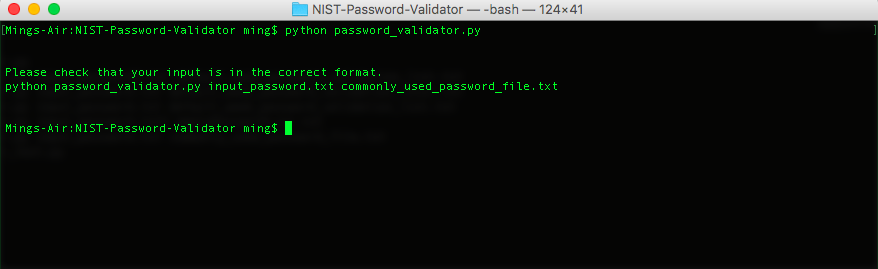 NIST-Password-Validator — -bash — 124×41
[Mings-Air:NIST-Password-Validator ming$ python password_validator.py ]
Please check that your input is in the correct format.
python password_validator.py input_password.txt commonly_used_password_file.txt
Mings-Air:NIST-Password-Validator ming$